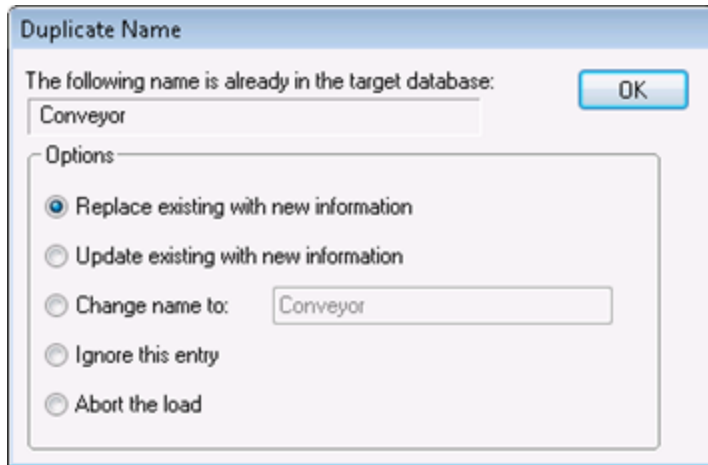 Duplicate Name
The following name is already in the target database:
OK
Conveyor
Options
Replace existing with new information
Update existing with new information
Change name to: Conveyor
Ignore this entry
Abort the load